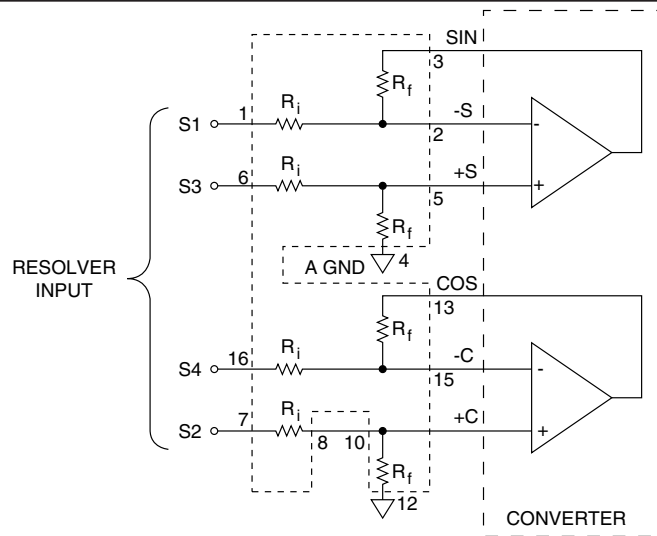 SIN
3
Rf
S1
1
Ri
-S
2
-
S3
6
Ri
+S
5
+
Rf
4
A GND
RESOLVER
INPUT
COS
13
Rf
S4
16
Ri
-C
15
-
S2
7
Ri
8
10
+C
+
Rf
12
CONVERTER